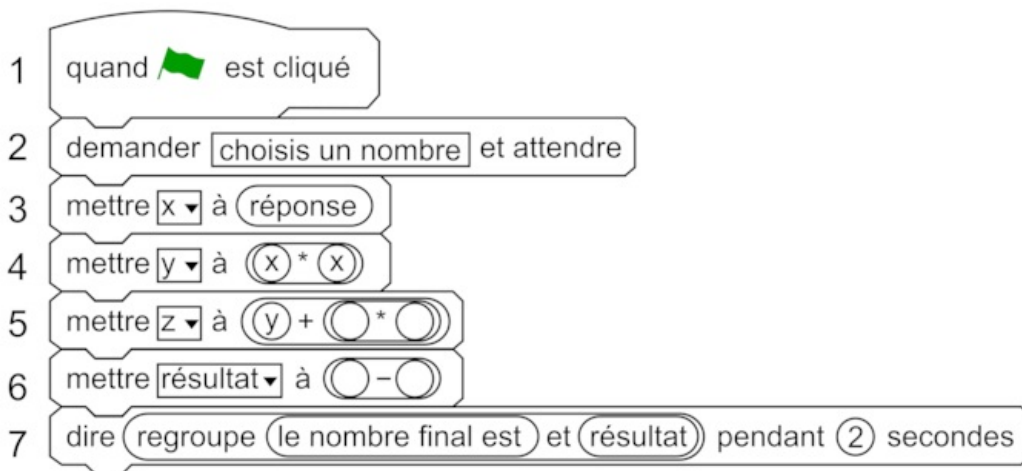 1 quand est cliqué
2 demander choisis un nombre et attendre
3 mettre x à réponse
4 mettre y à x * x
5 mettre z à y + *
6 mettre résultat à -
7 dire regroupe le nombre final est et résultat pendant 2 secondes